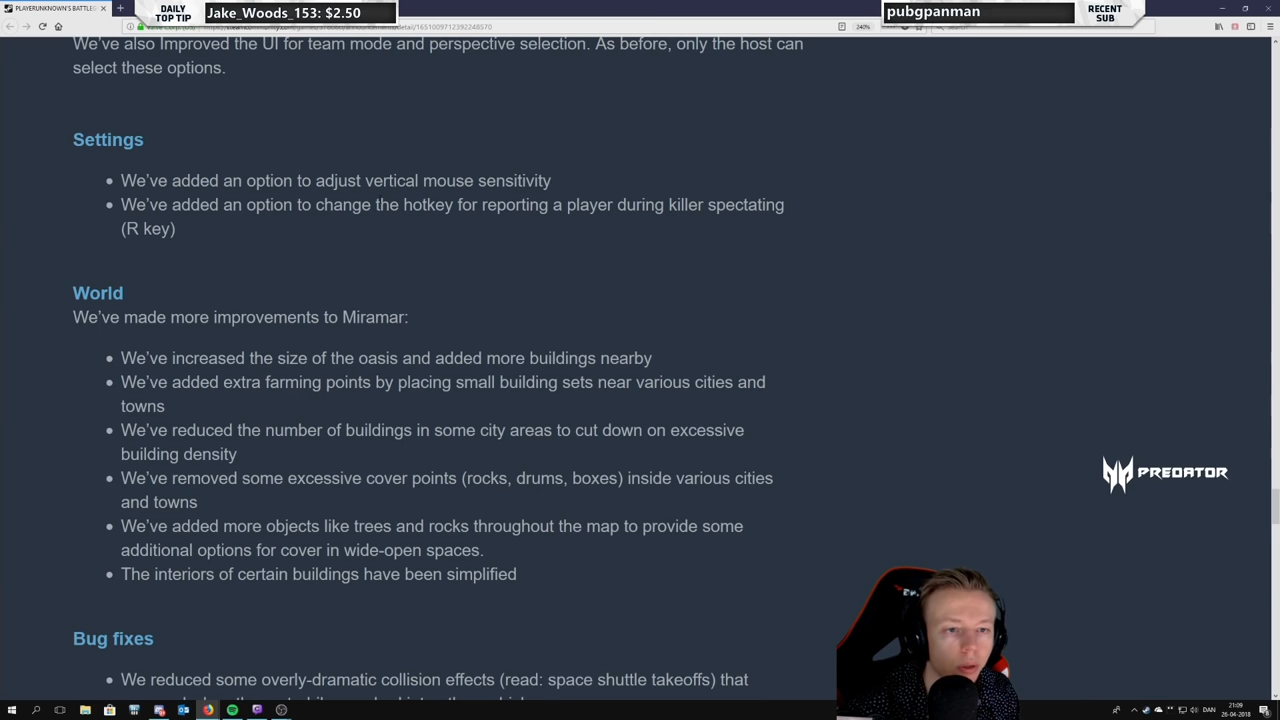 PLAYERUNKNOWN'S BATTLEG
DAILY
TOP TIP
Jake_Woods_153: $2.50
pubgpanman
RECENT
SUB
240%
We've also Improved the UI for team mode and perspective selection. As before, only the host can
select these options.
Settings
• We've added an option to adjust vertical mouse sensitivity
• We've added an option to change the hotkey for reporting a player during killer spectating
(R key)
World
We've made more improvements to Miramar:
• We've increased the size of the oasis and added more buildings nearby
• We've added extra farming points by placing small building sets near various cities and
towns
• We've reduced the number of buildings in some city areas to cut down on excessive
building density
• We've removed some excessive cover points (rocks, drums, boxes) inside various cities
and towns
• We've added more objects like trees and rocks throughout the map to provide some
additional options for cover in wide-open spaces.
• The interiors of certain buildings have been simplified
PREDATOR
Bug fixes
• We reduced some overly-dramatic collision effects (read: space shuttle takeoffs) that
DAN
21:09
26-04-2018